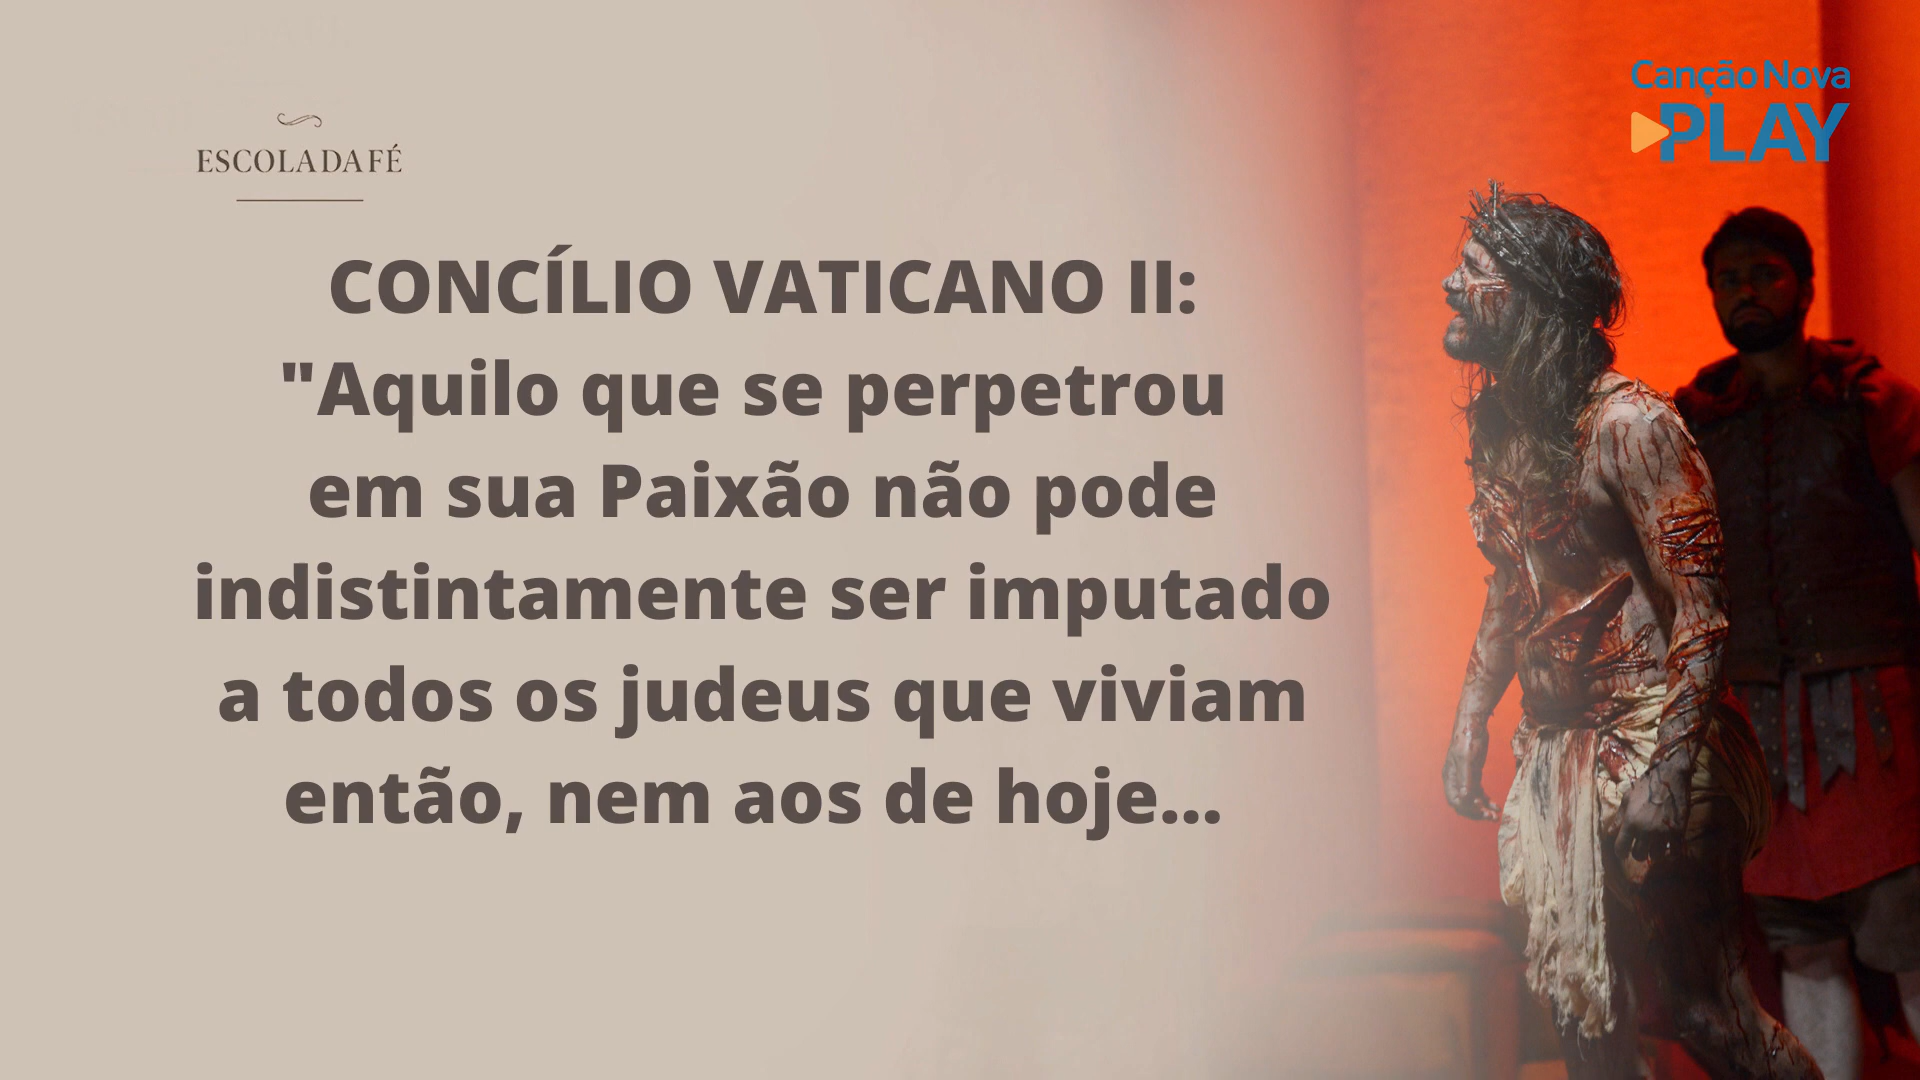 Canção Nova
PLAY
ESCOLADAFÉ
CONCÍLIO VATICANO II:
"Aquilo que se perpetrou
em sua Paixão não pode
indistintamente ser imputado
a todos os judeus que viviam
então, nem aos de hoje...